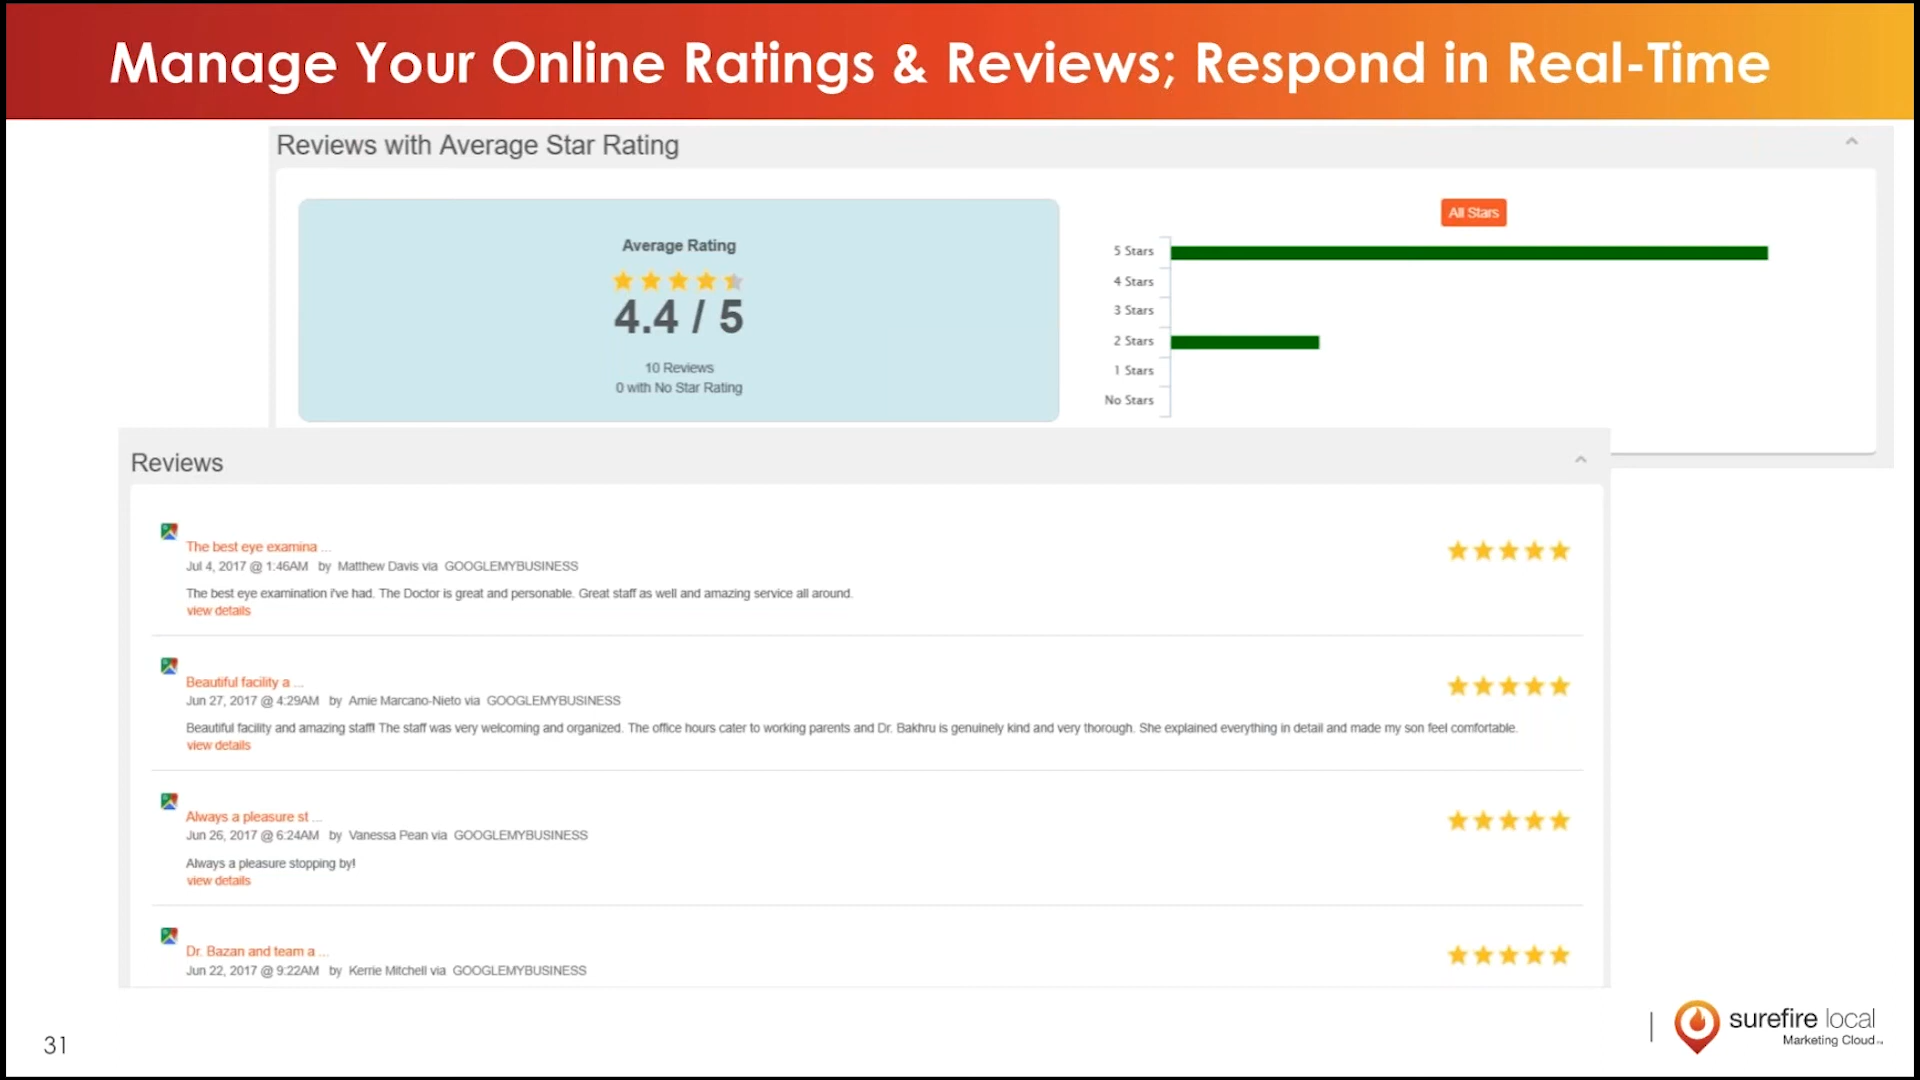 Manage Your Online Ratings & Reviews; Respond in Real-Time
Reviews with Average Star Rating
Average Rating
4.4 / 5
10 Reviews
0 with No Star Rating
All Stars
5 Stars
4 Stars
3 Stars
2 Stars
1 Stars
No Stars
Reviews
The best eye examina ...
Jul 4, 2017 @ 1:46AM by Matthew Davis via GOOGLEMYBUSINESS
The best eye examination i've had. The Doctor is great and personable. Great staff as well and amazing service all around.
view details
Beautiful facility a ...
Jun 27, 2017 @ 4:29AM by Amie Marcano-Nieto via GOOGLEMYBUSINESS
Beautiful facility and amazing staff! The staff was very welcoming and organized. The office hours cater to working parents and Dr. Bakhru is genuinely kind and very thorough. She explained everything in detail and made my son feel comfortable.
view details
Always a pleasure st ...
Jun 26, 2017 @ 6:24AM by Vanessa Pean via GOOGLEMYBUSINESS
Always a pleasure stopping by!
view details
Dr. Bazan and team a ...
Jun 22, 2017 @ 9:22AM by Kerrie Mitchell via GOOGLEMYBUSINESS
31
surefire local
Marketing Cloud